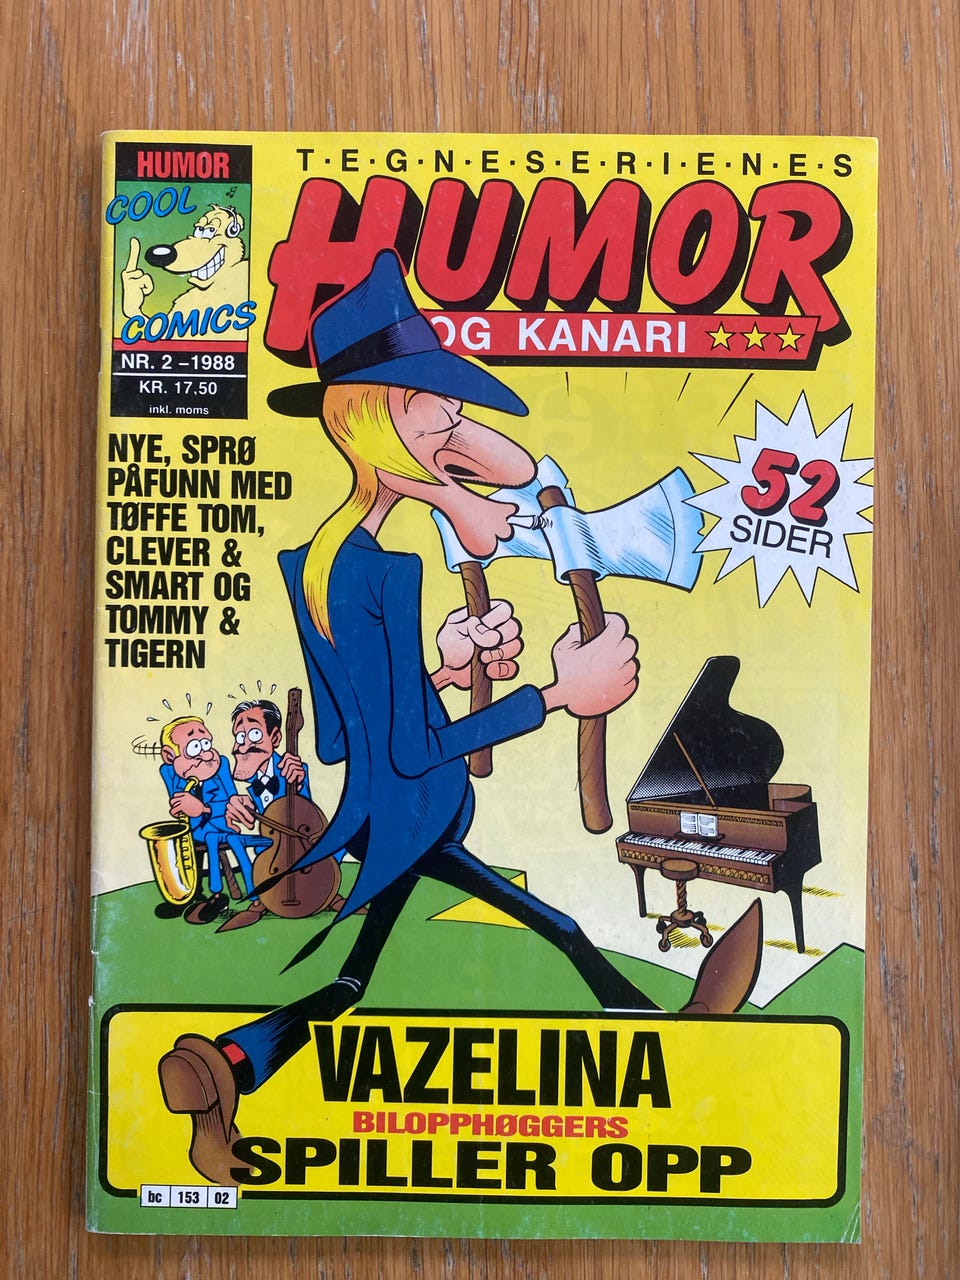 HUMOR
COOL
COMICS
NR. 2 –1988
KR. 17,50
inkl. moms
T·E·G·N·E·S·E·R·I·E·N·E·S
HUMOR
OG KANARI
NYE, SPRØ
PÅFUNN MED
TØFFE TOM,
CLEVER &
SMART OG
TOMMY &
TIGERN
52
SIDER
VAZELINA
BILOPPHØGGERS
SPILLER OPP
bc 153 02